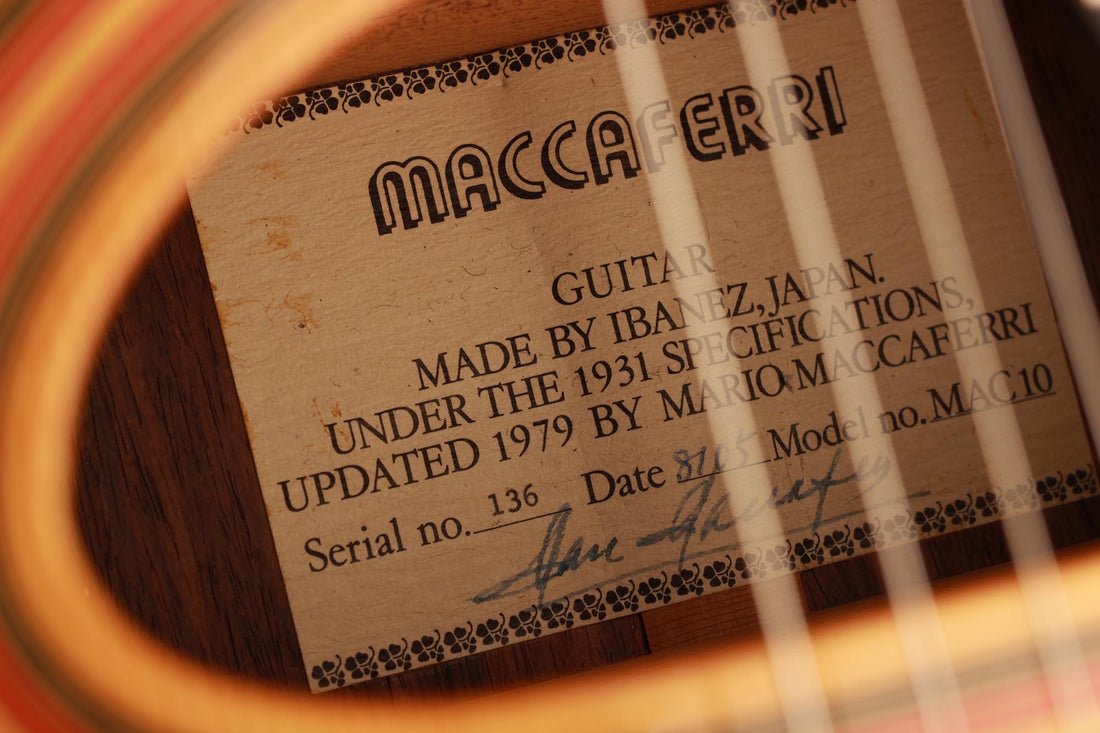 MACCAFERRI
GUITAR
MADE BY IBANEZ, JAPAN.
UNDER THE 1931 SPECIFICATIONS,
UPDATED 1979 BY MARIO MACCAFERRI
Serial no. 136 Date Model no. MAC10